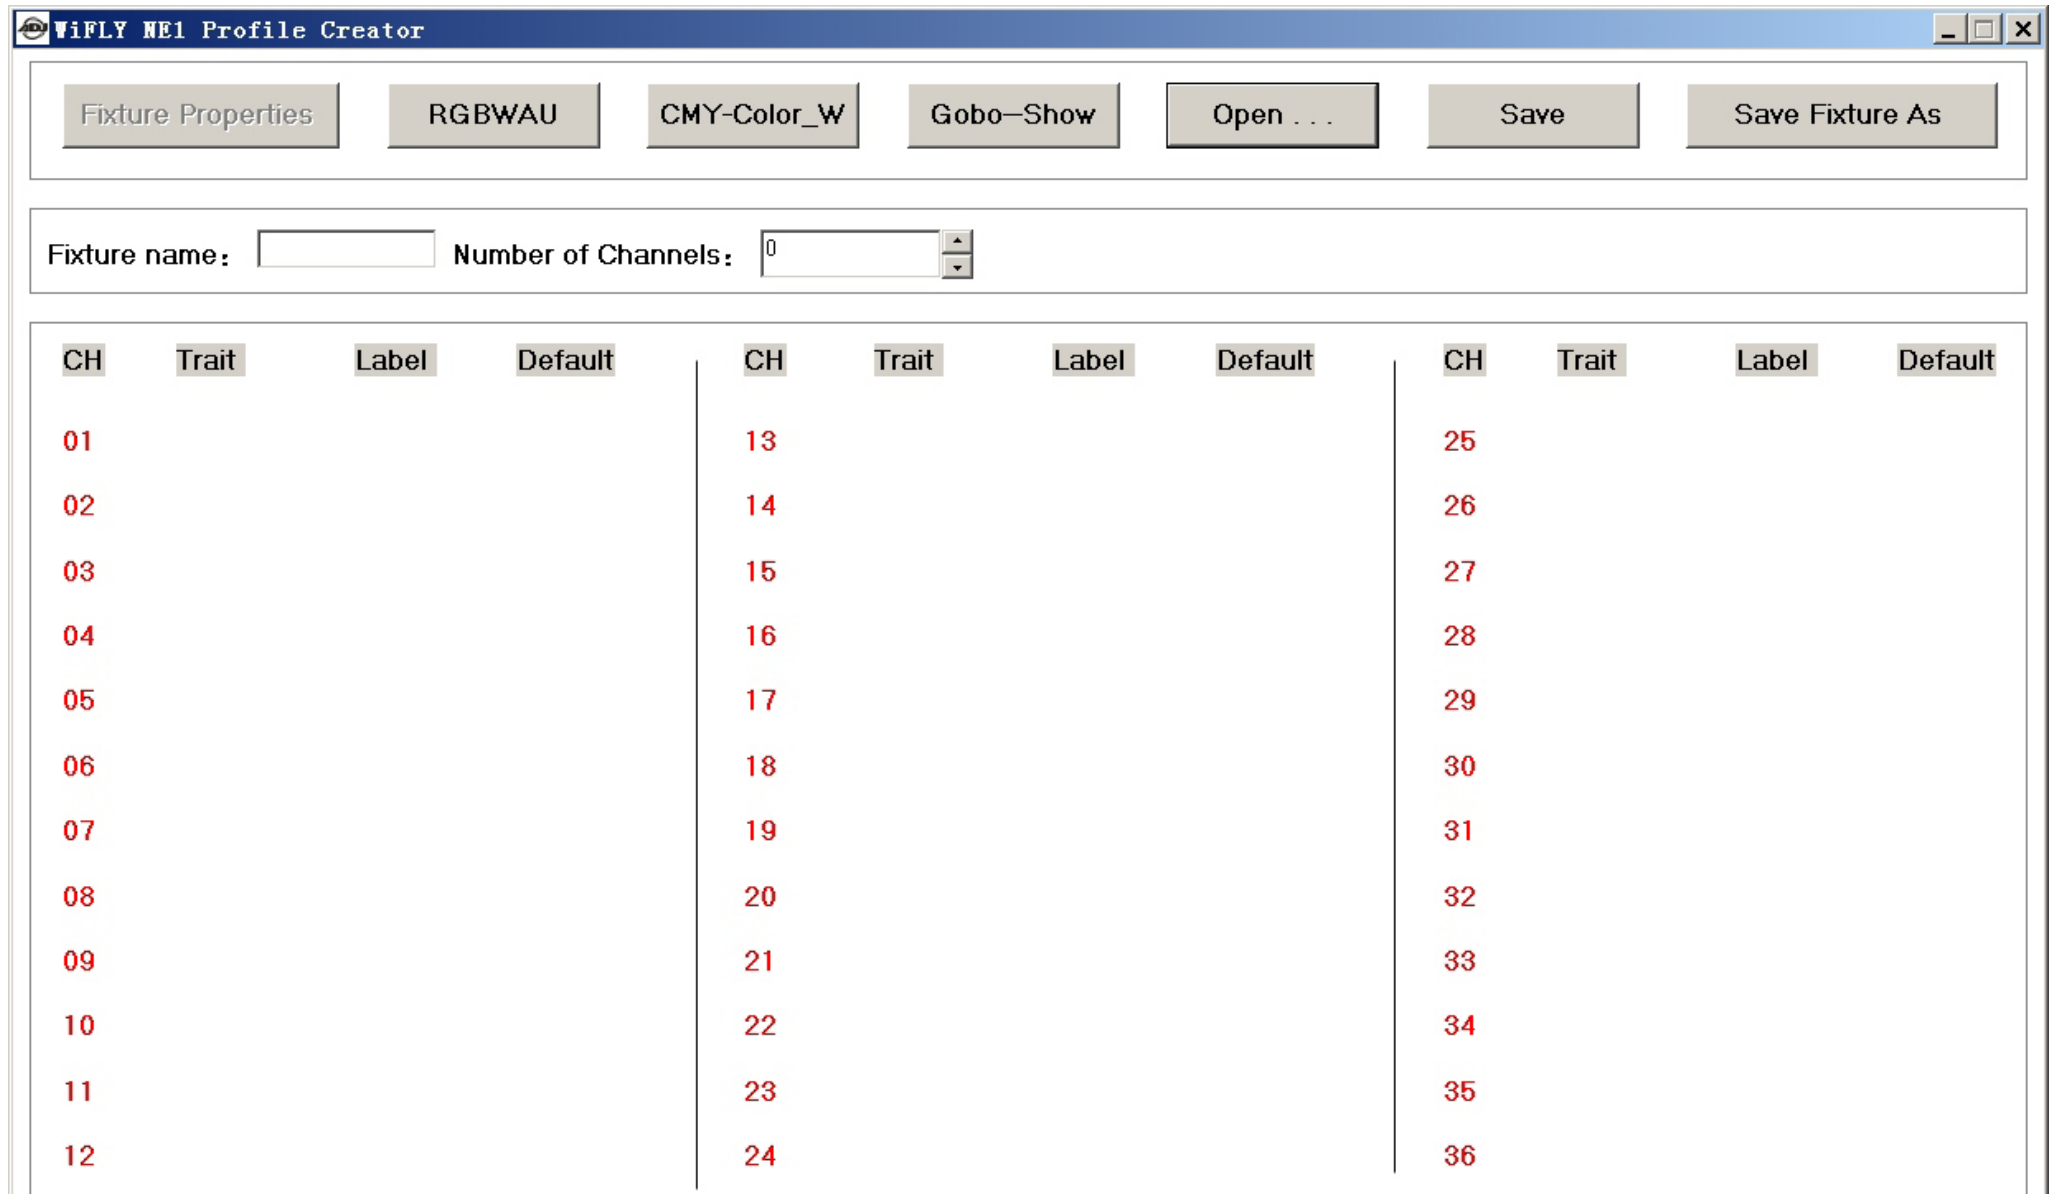 ADJ WiFLY NE1 Profile Creator
Fixture Properties RGBWAU CMY-Color_W Gobo—Show Open . . . Save Save Fixture As
Fixture name: Number of Channels: 0
CH Trait Label Default CH Trait Label Default CH Trait Label Default
01 13 25
02 14 26
03 15 27
04 16 28
05 17 29
06 18 30
07 19 31
08 20 32
09 21 33
10 22 34
11 23 35
12 24 36